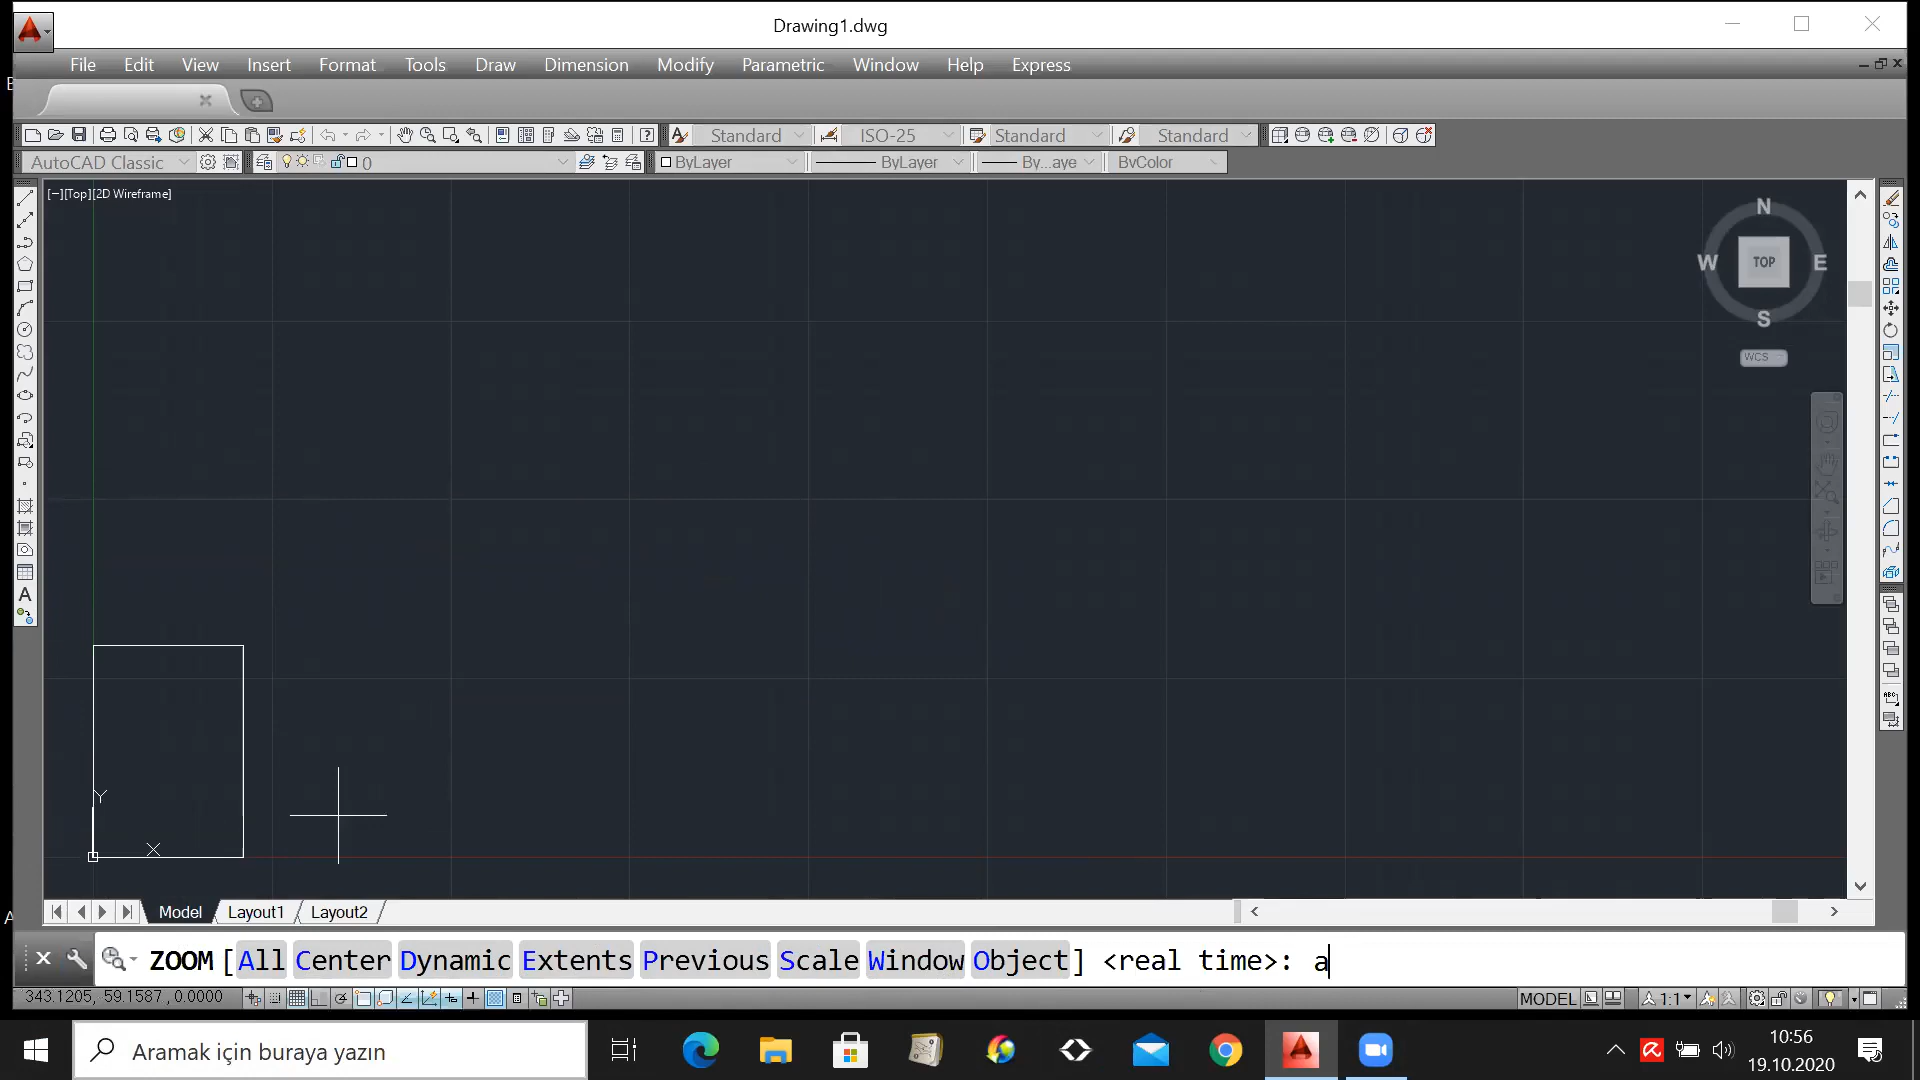 Drawing1.dwg
File Edit View Insert Format Tools Draw Dimension Modify Parametric Window Help Express
Standard ISO-25 Standard Standard
AutoCAD Classic 0 ByLayer ByLayer By...aye ByColor
[−][Top][2D Wireframe]
N
W TOP E
S
WCS
Y
X
Model Layout1 Layout2
ZOOM [All Center Dynamic Extents Previous Scale Window Object] <real time>: a
343.1205, 59.1587, 0.0000 MODEL 1:1
Aramak için buraya yazın
10:56
19.10.2020